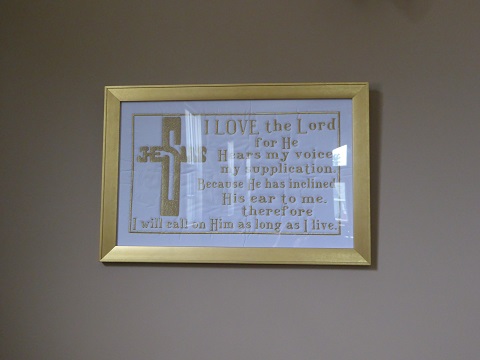 JESUS
I LOVE the Lord
for He
Hears my voice,
my supplication.
Because He has inclined
His ear to me.
therefore
I will call on Him as long as I live.